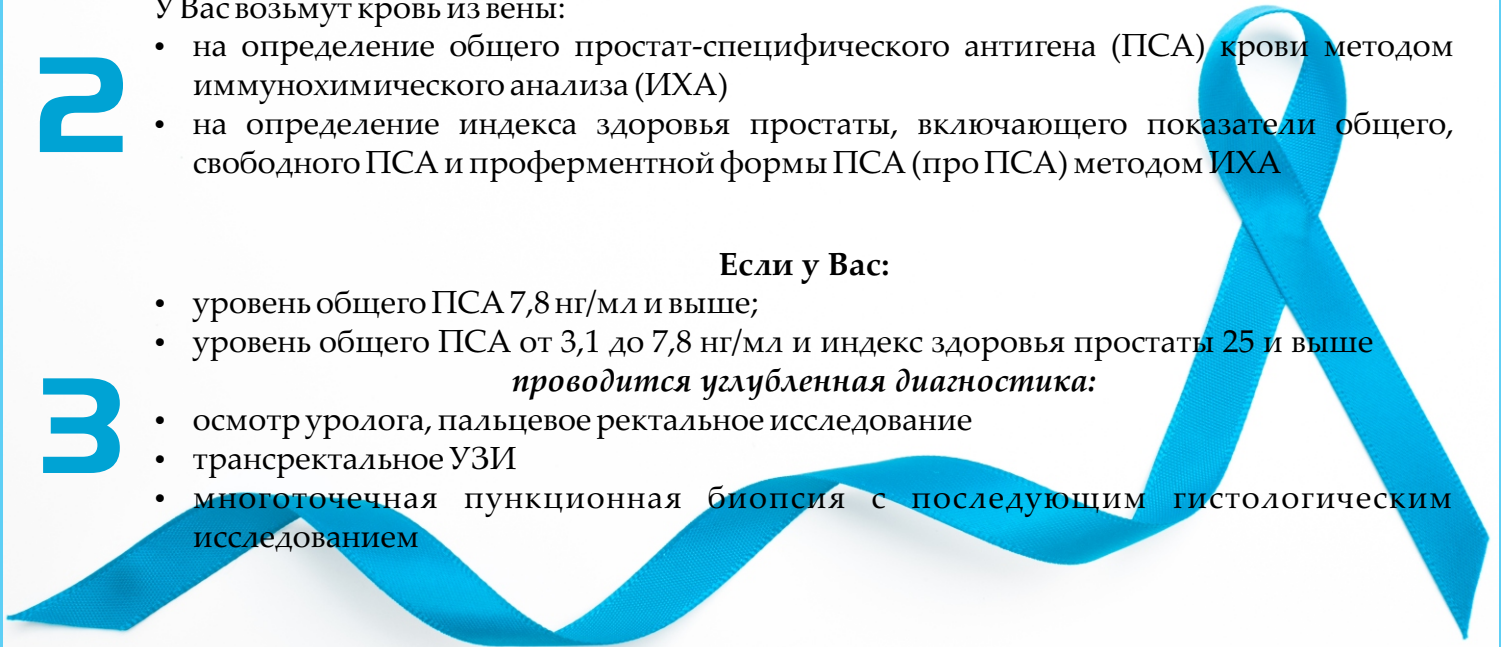 У Вас возьмут кровь из вены:
• на определение общего простат-специфического антигена (ПСА) крови методом
иммунохимического анализа (ИХА)
2
• на определение индекса здоровья простаты, включающего показатели общего,
свободного ПСА и проферментной формы ПСА (про ПСА) методом ИХА
Если у Вас:
• уровень общего ПСА 7,8 нг/мл и выше;
• уровень общего ПСА от 3,1 до 7,8 нг/мл и индекс здоровья простаты 25 и выше
проводится углубленная диагностика:
3
• осмотр уролога, пальцевое ректальное исследование
• трансректальное УЗИ
• многоточечная пункционная биопсия с последующим гистологическим
исследованием